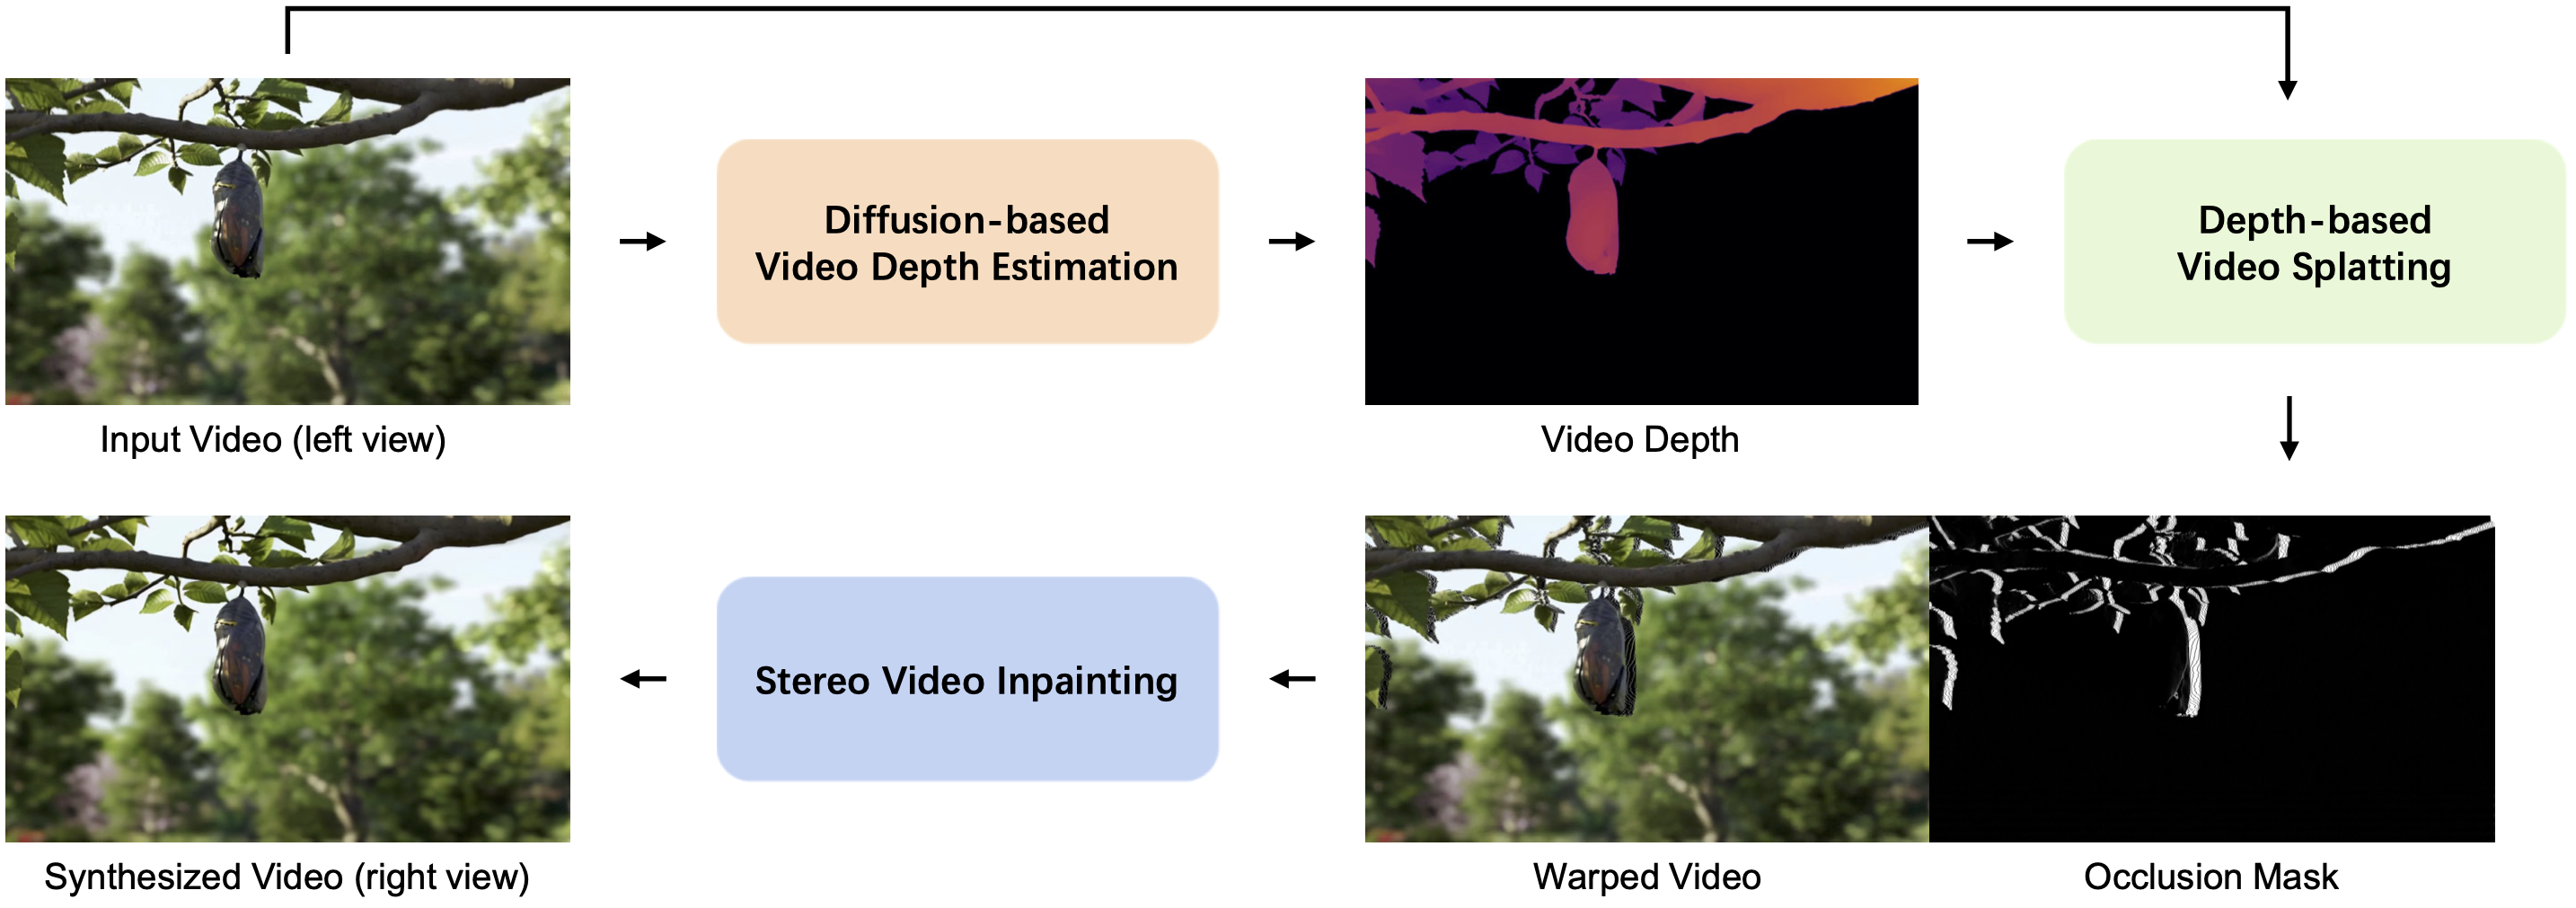 Diffusion-based
Video Depth Estimation
Depth-based
Video Splatting
Input Video (left view)
Video Depth
Stereo Video Inpainting
Synthesized Video (right view)
Warped Video
Occlusion Mask